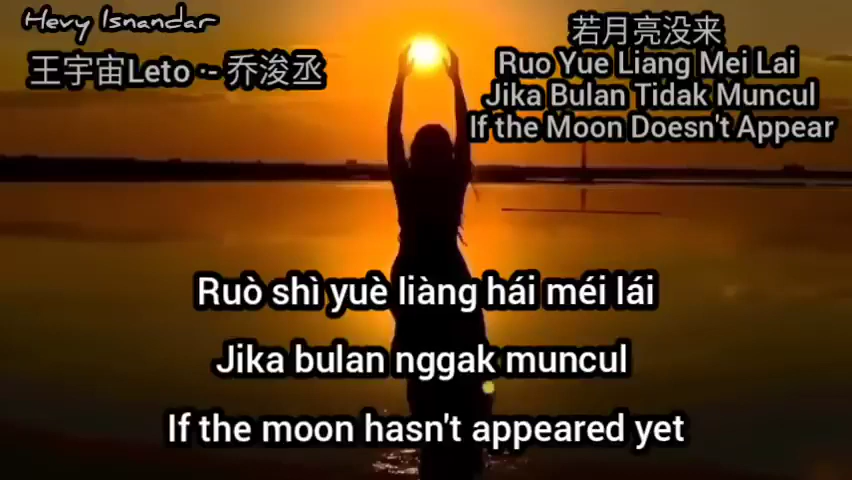 Hevy Isnandar
王宇宙Leto -- 乔浚丞
若月亮没来
Ruo Yue Liang Mei Lai
Jika Bulan Tidak Muncul
If the Moon Doesn't Appear
Ruò shì yuè liàng hái méi lái
Jika bulan nggak muncul
If the moon hasn't appeared yet